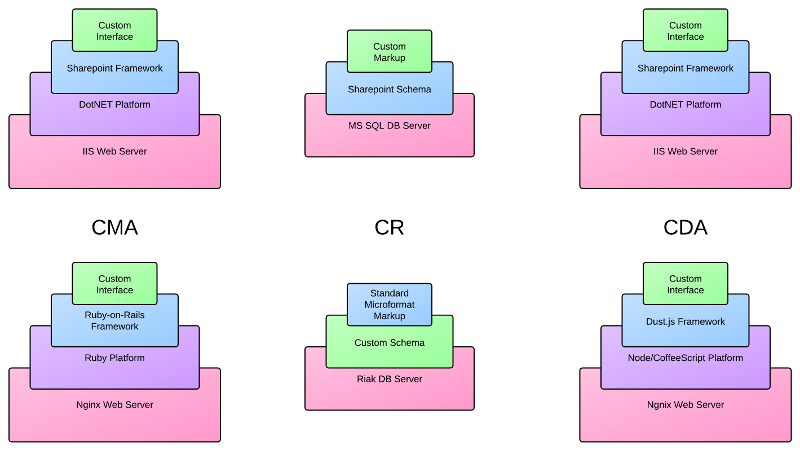 Custom
Interface
Sharepoint Framework
DotNET Platform
IIS Web Server
Custom
Markup
Sharepoint Schema
MS SQL DB Server
Custom
Interface
Sharepoint Framework
DotNET Platform
IIS Web Server
CMA
CR
CDA
Custom
Interface
Ruby-on-Rails
Framework
Ruby Platform
Nginx Web Server
Standard
Microformat
Markup
Custom Schema
Riak DB Server
Custom
Interface
Dust.js Framework
Node/CoffeeScript Platform
Ngnix Web Server